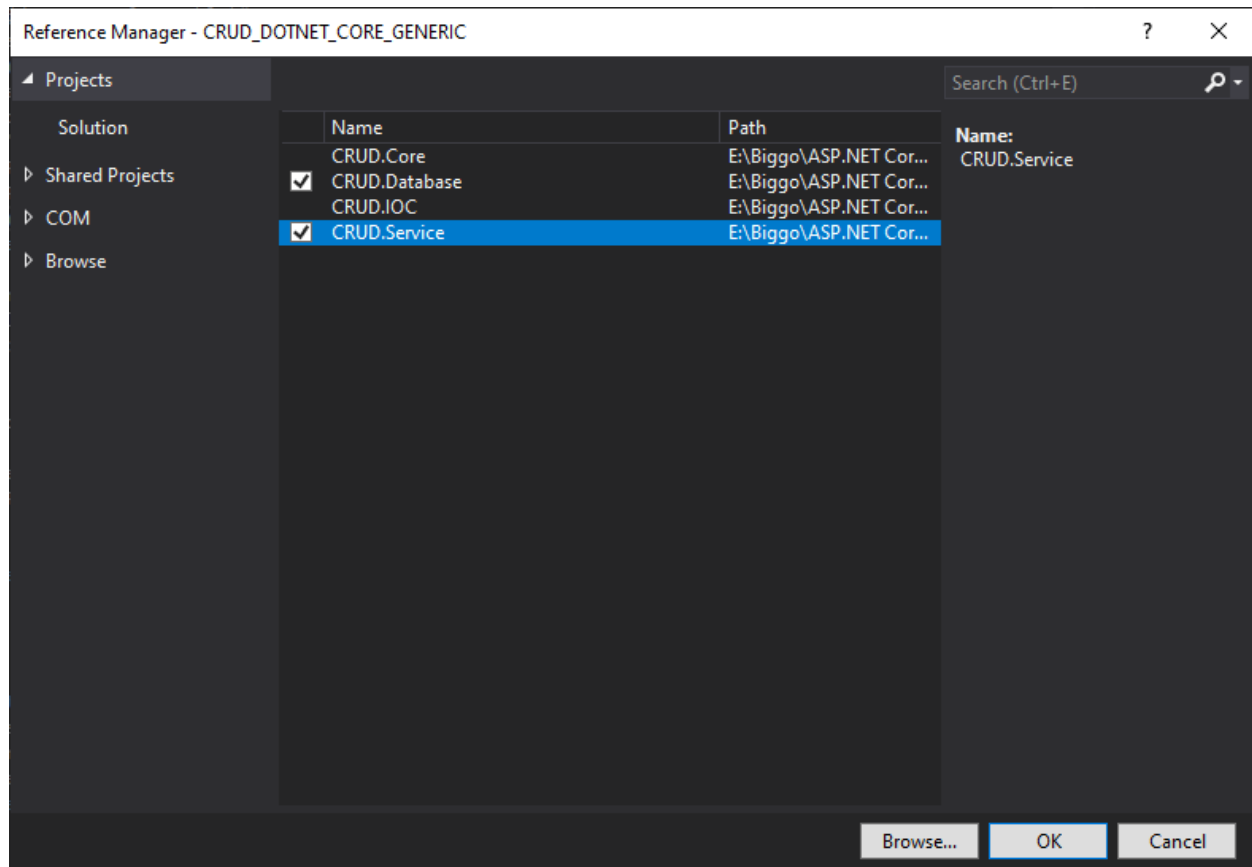 Reference Manager - CRUD_DOTNET_CORE_GENERIC ? ×
Projects
Search (Ctrl+E)
Solution
Shared Projects
COM
Browse
Name Path
CRUD.Core E:\Biggo\ASP.NET Cor...
CRUD.Database E:\Biggo\ASP.NET Cor...
CRUD.IOC E:\Biggo\ASP.NET Cor...
CRUD.Service E:\Biggo\ASP.NET Cor...
Name:
CRUD.Service
Browse... OK Cancel